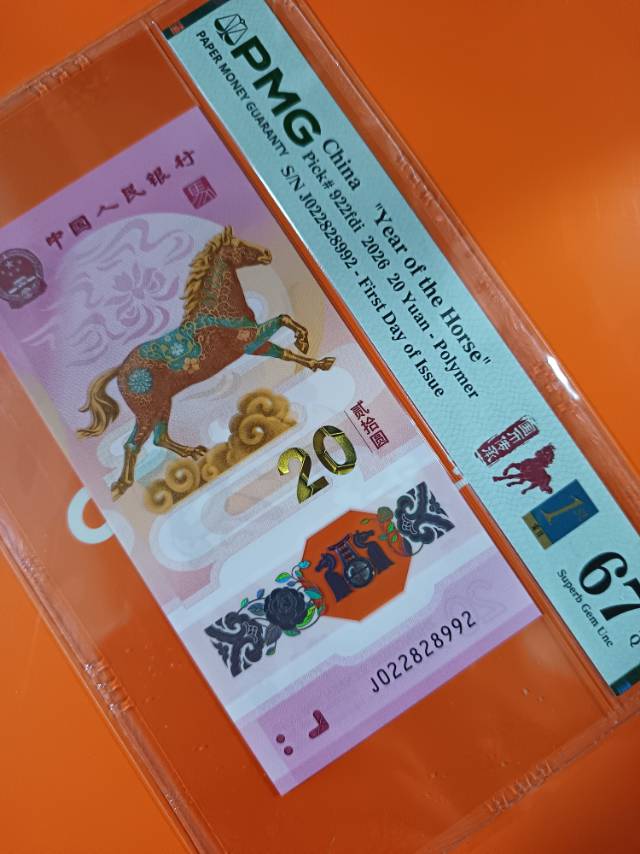 PMG
PAPER MONEY GUARANTY
China
"Year of the Horse"
Pick# 922fdi 2026 20 Yuan - Polymer
S/N J022828992 - First Day of Issue
1st
67
Superb Gem Unc
中国人民银行
20
贰拾圆
J022828992